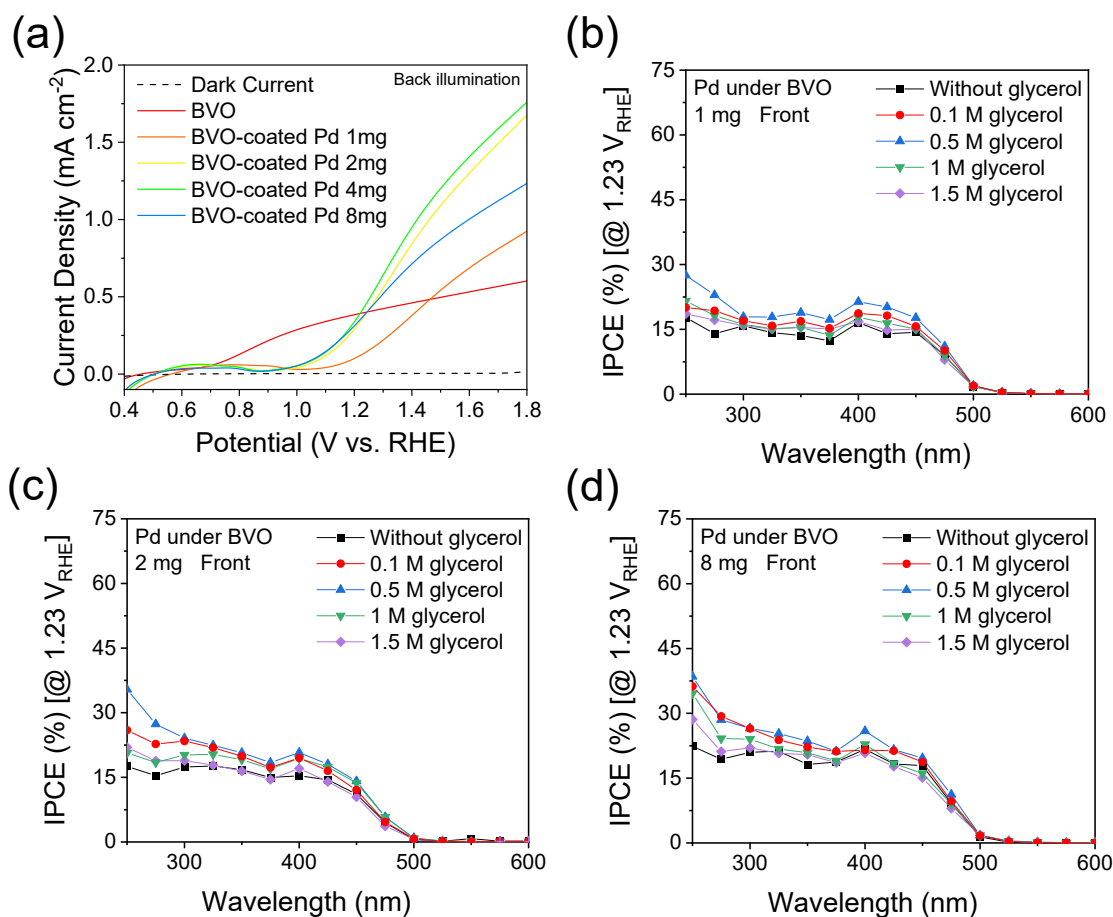 (a)
2.0
1.5
1.0
0.5
0.0
0.4 0.6 0.8 1.0 1.2 1.4 1.6 1.8
Current Density (mA cm-2)
Potential (V vs. RHE)
Back illumination
Dark Current
BVO
BVO-coated Pd 1mg
BVO-coated Pd 2mg
BVO-coated Pd 4mg
BVO-coated Pd 8mg
(b)
75
60
45
30
15
0
300 400 500 600
IPCE (%) [@ 1.23 VRHE]
Wavelength (nm)
Pd under BVO
1 mg Front
Without glycerol
0.1 M glycerol
0.5 M glycerol
1 M glycerol
1.5 M glycerol
(c)
75
60
45
30
15
0
300 400 500 600
IPCE (%) [@ 1.23 VRHE]
Wavelength (nm)
Pd under BVO
2 mg Front
Without glycerol
0.1 M glycerol
0.5 M glycerol
1 M glycerol
1.5 M glycerol
(d)
75
60
45
30
15
0
300 400 500 600
IPCE (%) [@ 1.23 VRHE]
Wavelength (nm)
Pd under BVO
8 mg Front
Without glycerol
0.1 M glycerol
0.5 M glycerol
1 M glycerol
1.5 M glycerol